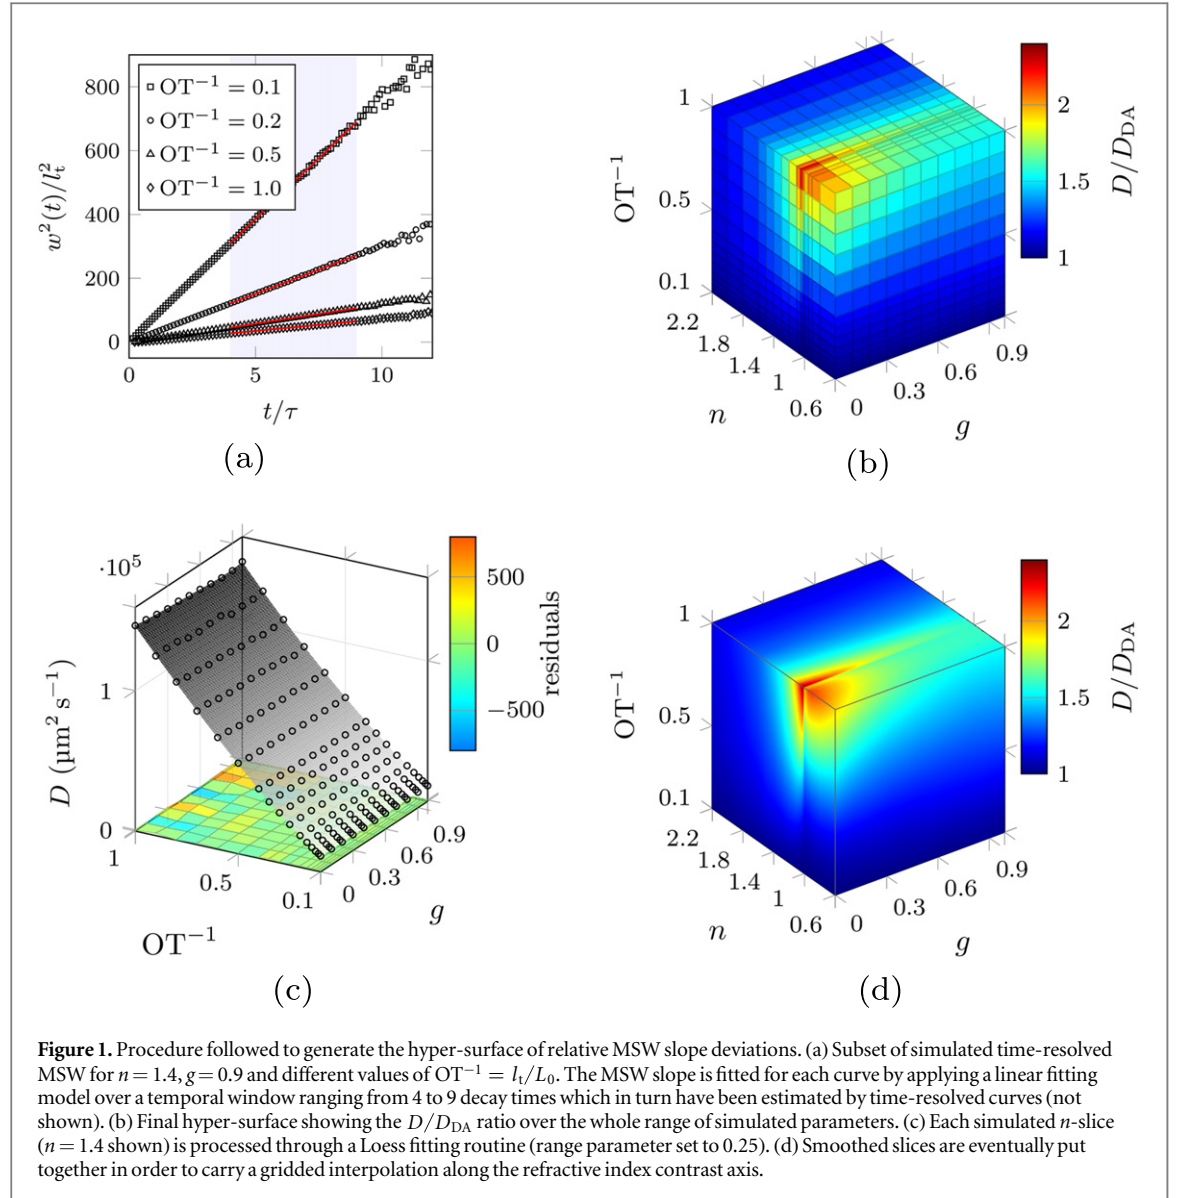 800
600
400
200
0
w²(t)/l_t²
OT⁻¹ = 0.1
OT⁻¹ = 0.2
OT⁻¹ = 0.5
OT⁻¹ = 1.0
0 5 10
t/τ
(a)
1
0.5
0.1
OT⁻¹
2.2
1.8
1.4
1
0.6
n
0
0.3
0.6
0.9
g
2
1.5
1
D/D_DA
(b)
·10⁵
1
0
D (µm² s⁻¹)
1
0.5
0.1
OT⁻¹
0
0.3
0.6
0.9
g
500
0
−500
residuals
(c)
1
0.5
0.1
OT⁻¹
2.2
1.8
1.4
1
0.6
n
0
0.3
0.6
0.9
g
2
1.5
1
D/D_DA
(d)
Figure 1. Procedure followed to generate the hyper-surface of relative MSW slope deviations. (a) Subset of simulated time-resolved
MSW for n = 1.4, g = 0.9 and different values of OT⁻¹ = l_t/L₀. The MSW slope is fitted for each curve by applying a linear fitting
model over a temporal window ranging from 4 to 9 decay times which in turn have been estimated by time-resolved curves (not
shown). (b) Final hyper-surface showing the D/D_DA ratio over the whole range of simulated parameters. (c) Each simulated n-slice
(n = 1.4 shown) is processed through a Loess fitting routine (range parameter set to 0.25). (d) Smoothed slices are eventually put
together in order to carry a gridded interpolation along the refractive index contrast axis.